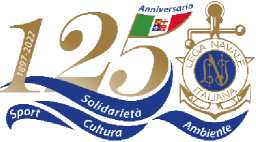 Anniversario
125
1897-2022
LEGA NAVALE
ITALIANA
LN
Solidarietà
Sport
Cultura
Ambiente